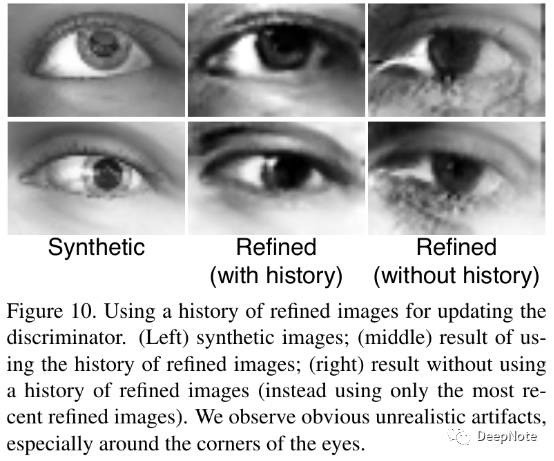 Synthetic Refined Refined
(with history) (without history)
Figure 10. Using a history of refined images for updating the
discriminator. (Left) synthetic images; (middle) result of us-
ing the history of refined images; (right) result without using
a history of refined images (instead using only the most re-
cent refined images). We observe obvious unrealistic artifacts,
especially around the corners of the eyes.
DeepNote